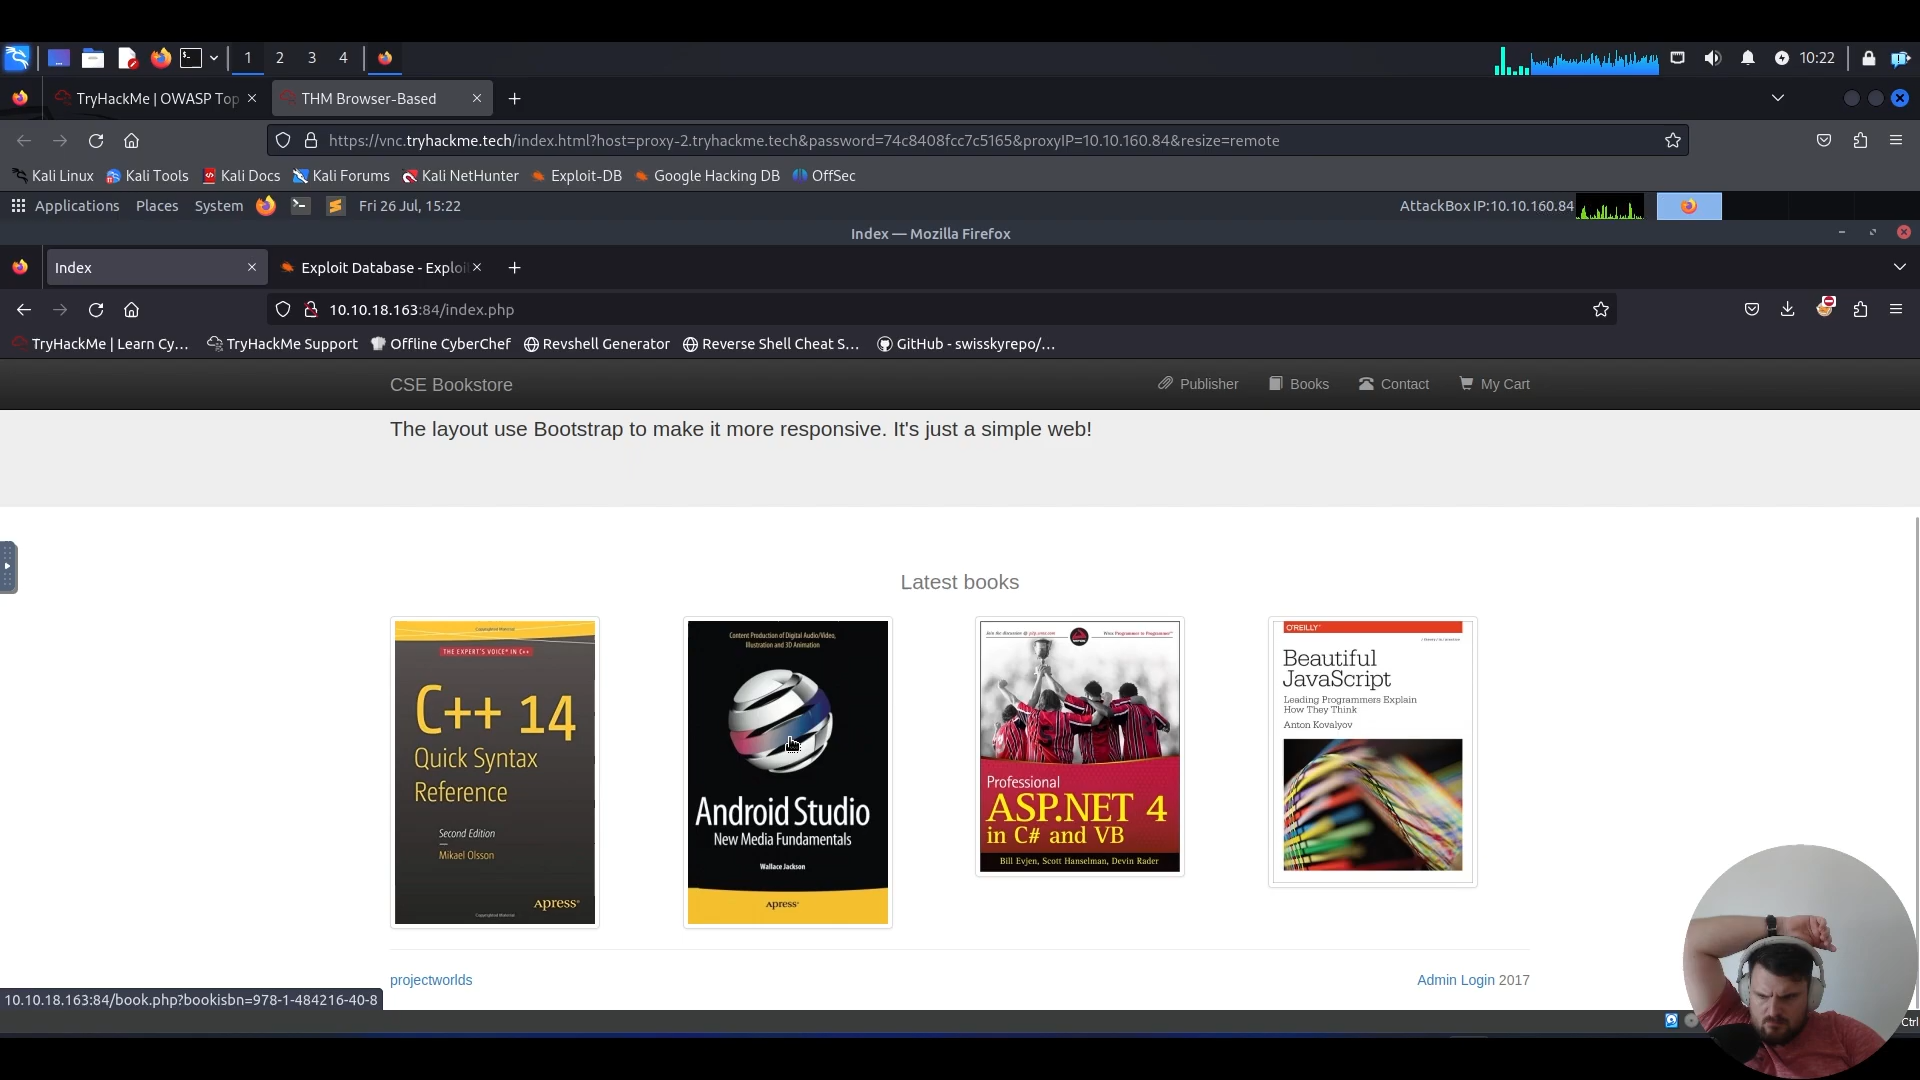 1 2 3 4 10:22
TryHackMe | OWASP Top
THM Browser-Based
https://vnc.tryhackme.tech/index.html?host=proxy-2.tryhackme.tech&password=74c8408fcc7c5165&proxyIP=10.10.160.84&resize=remote
Kali Linux Kali Tools Kali Docs Kali Forums Kali NetHunter Exploit-DB Google Hacking DB OffSec
Applications Places System Fri 26 Jul, 15:22 AttackBox IP:10.10.160.84
Index — Mozilla Firefox
Index
Exploit Database - Exploi
10.10.18.163:84/index.php
TryHackMe | Learn Cy... TryHackMe Support Offline CyberChef Revshell Generator Reverse Shell Cheat S... GitHub - swisskyrepo/...
CSE Bookstore Publisher Books Contact My Cart
The layout use Bootstrap to make it more responsive. It's just a simple web!
Latest books
THE EXPERT'S VOICE® IN C++
C++ 14
Quick Syntax
Reference
Second Edition
Mikael Olsson
Apress®
Content Production of Digital Audio/Video,
Illustration and 3D Animation
Android Studio
New Media Fundamentals
Wallace Jackson
Apress®
Join the discussion @ p2p.wrox.com
Wrox Programmer to Programmer™
Professional
ASP.NET 4
in C# and VB
Bill Evjen, Scott Hanselman, Devin Rader
O'REILLY®
Beautiful
JavaScript
Leading Programmers Explain
How They Think
Anton Kovalyov
projectworlds
Admin Login 2017
10.10.18.163:84/book.php?bookisbn=978-1-484216-40-8
Ctrl